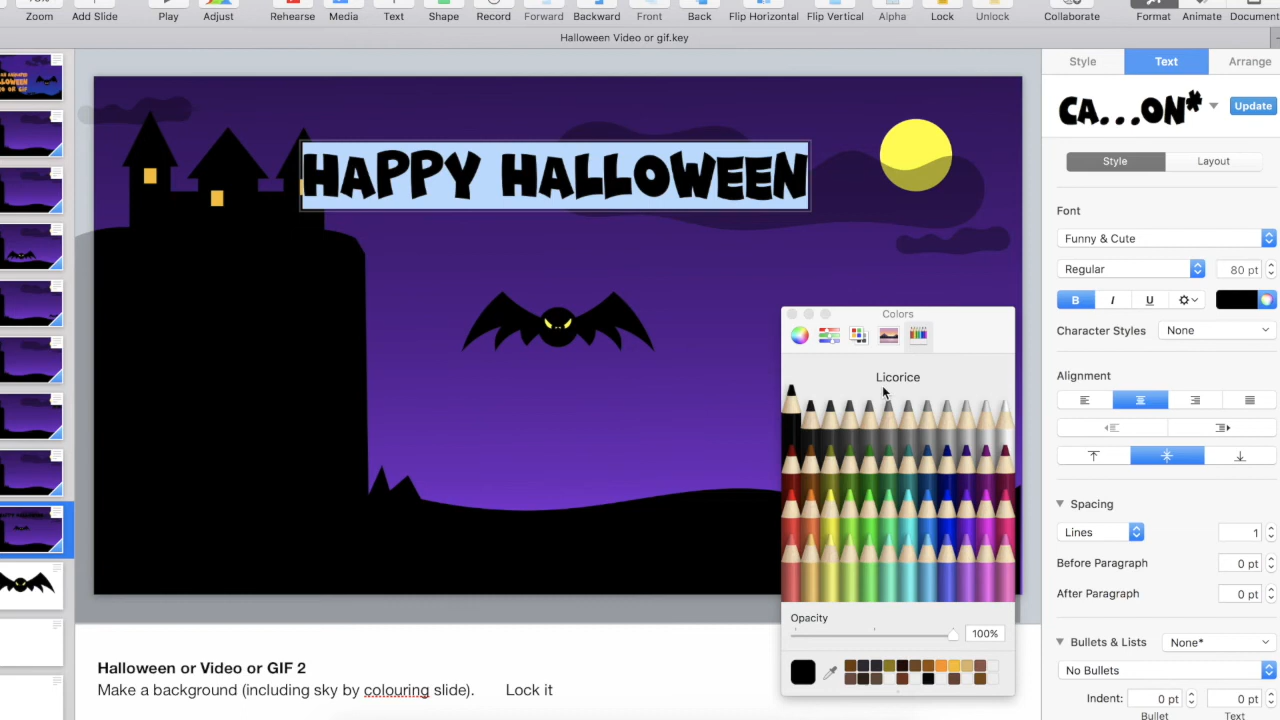 Zoom Add Slide Play Adjust Rehearse Media Text Shape Record Forward Backward Front Back Flip Horizontal Flip Vertical Alpha Lock Unlock Collaborate Format Animate Document
Halloween Video or gif.key
Style Text Arrange
CA...ON* Update
Style Layout
HAPPY HALLOWEEN
Font
Funny & Cute
Regular 80 pt
B I U
Character Styles None
Colors
Licorice
Alignment
Spacing
Lines 1
Before Paragraph 0 pt
After Paragraph 0 pt
Opacity
100%
Bullets & Lists None*
No Bullets
Indent: 0 pt 0 pt
Bullet Text
Halloween or Video or GIF 2
Make a background (including sky by colouring slide). Lock it